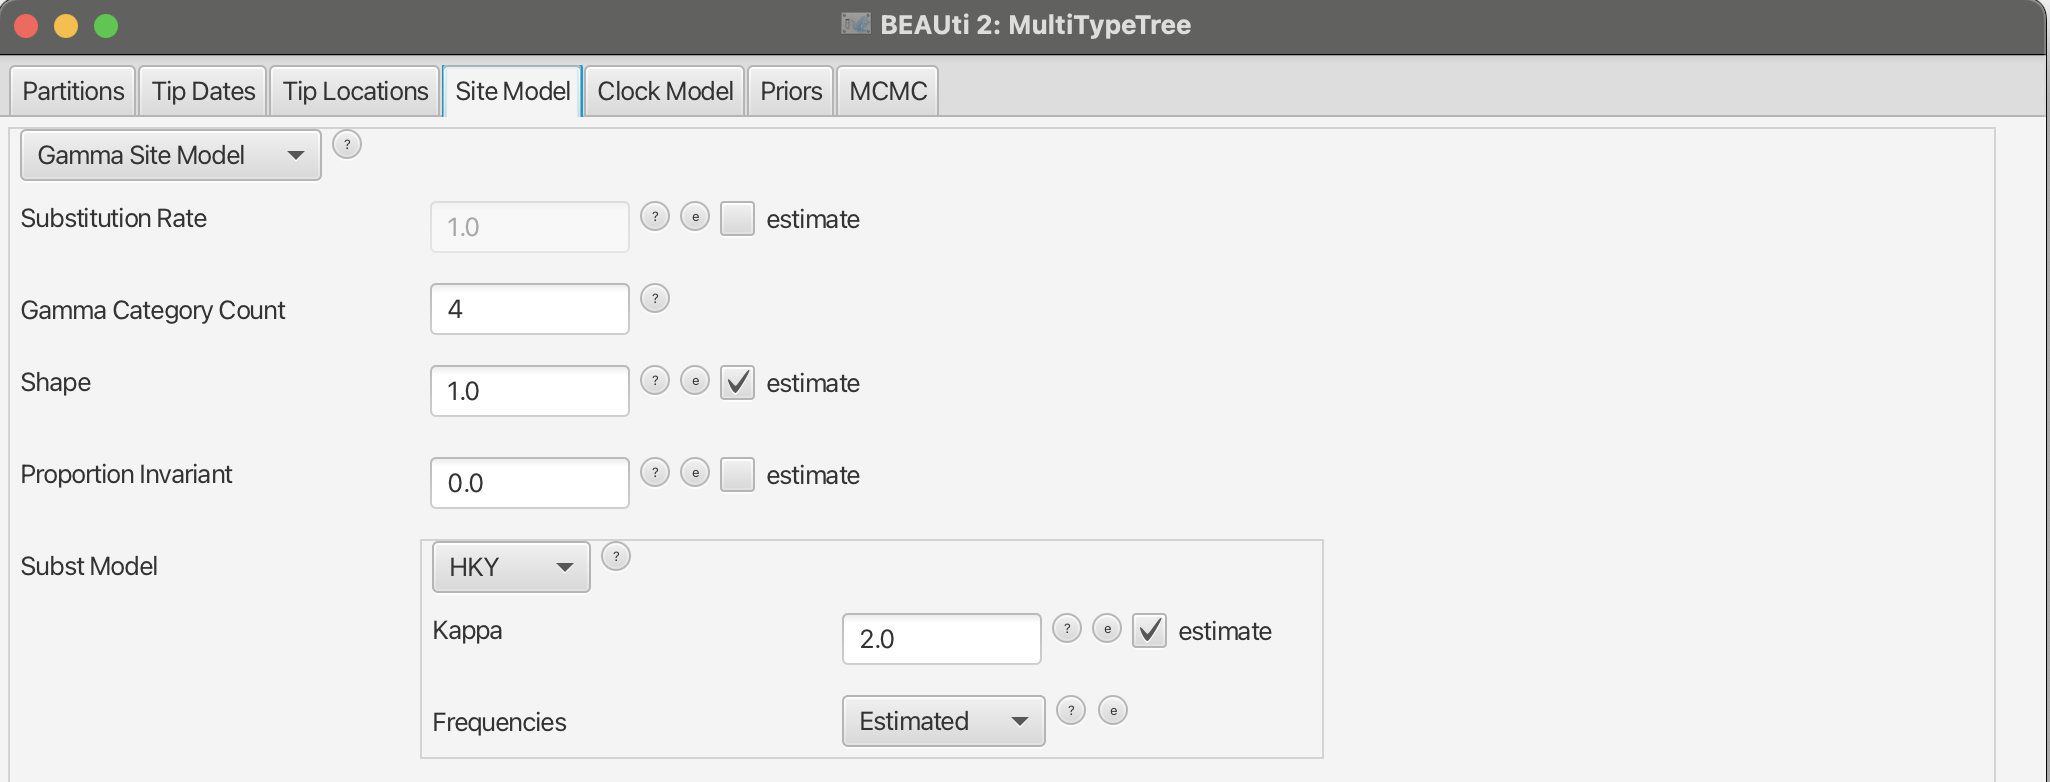 BEAUti 2: MultiTypeTree
Partitions Tip Dates Tip Locations Site Model Clock Model Priors MCMC
Gamma Site Model ?
Substitution Rate 1.0 ? e estimate
Gamma Category Count 4 ?
Shape 1.0 ? e estimate
Proportion Invariant 0.0 ? e estimate
Subst Model HKY ?
Kappa 2.0 ? e estimate
Frequencies Estimated ? e